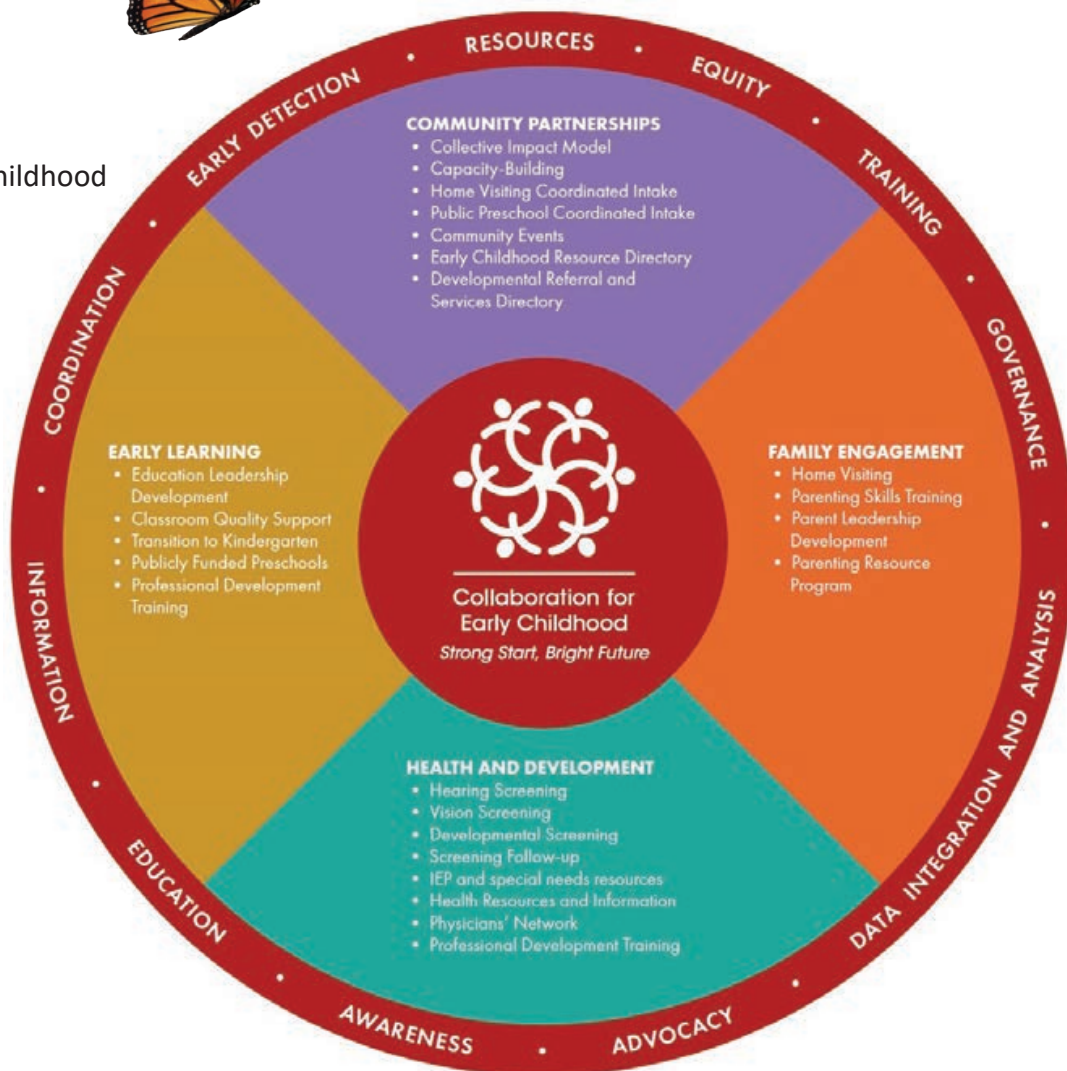 hildhood
RESOURCES • EQUITY • TRAINING • GOVERNANCE • DATA INTEGRATION AND ANALYSIS • ADVOCACY • AWARENESS • EDUCATION • INFORMATION • COORDINATION • EARLY DETECTION •
COMMUNITY PARTNERSHIPS
• Collective Impact Model
• Capacity-Building
• Home Visiting Coordinated Intake
• Public Preschool Coordinated Intake
• Community Events
• Early Childhood Resource Directory
• Developmental Referral and
Services Directory
EARLY LEARNING
• Education Leadership
Development
• Classroom Quality Support
• Transition to Kindergarten
• Publicly Funded Preschools
• Professional Development
Training
Collaboration for
Early Childhood
Strong Start, Bright Future
FAMILY ENGAGEMENT
• Home Visiting
• Parenting Skills Training
• Parent Leadership
Development
• Parenting Resource
Program
HEALTH AND DEVELOPMENT
• Hearing Screening
• Vision Screening
• Developmental Screening
• Screening Follow-up
• IEP and special needs resources
• Health Resources and Information
• Physicians' Network
• Professional Development Training